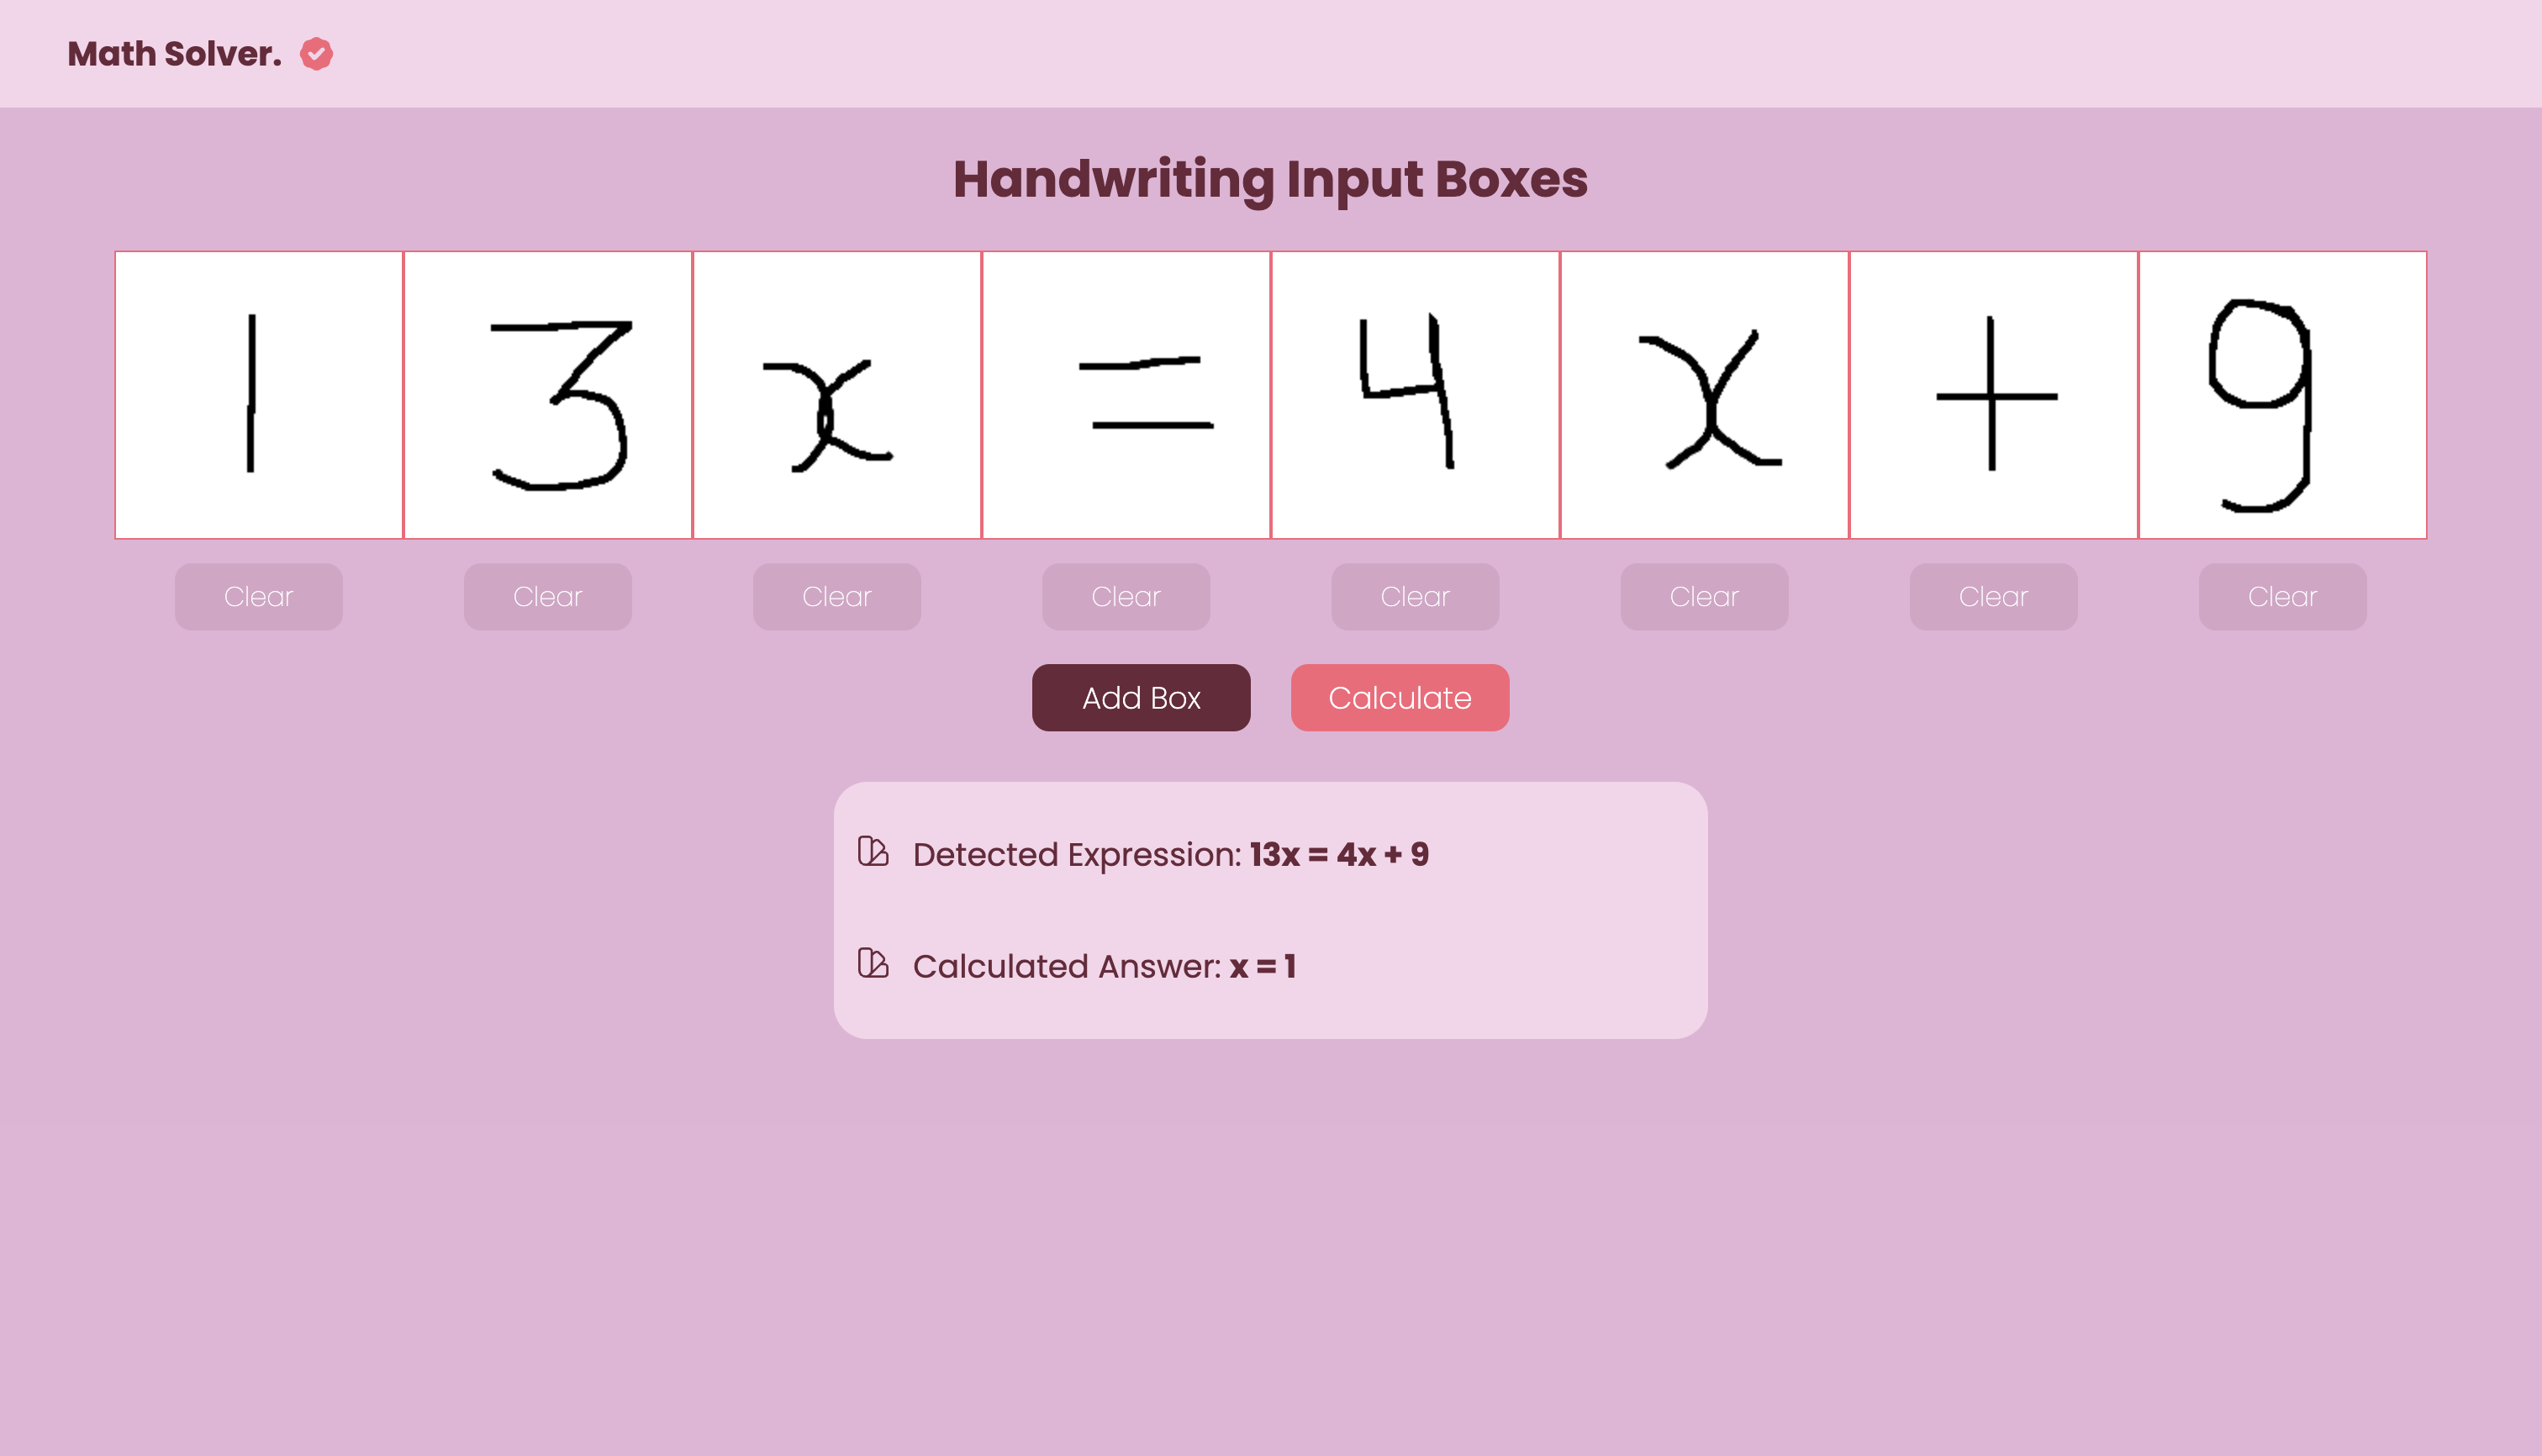 Math Solver.
Handwriting Input Boxes
1 3 x = 4 x + 9
Clear Clear Clear Clear Clear Clear Clear Clear
Add Box Calculate
Detected Expression: 13x = 4x + 9
Calculated Answer: x = 1